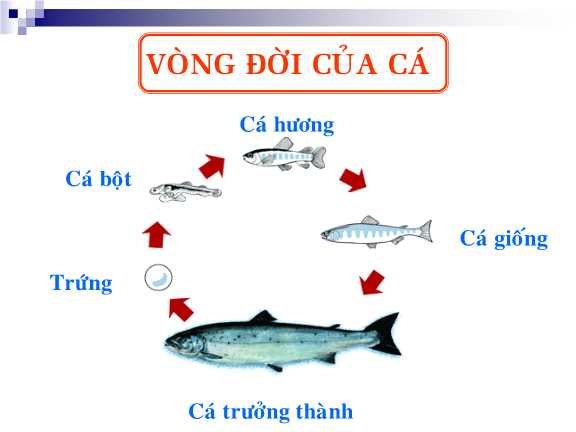 VÒNG ĐỜI CỦA CÁ
Cá hương
Cá bột
Cá giống
Trứng
Cá trưởng thành